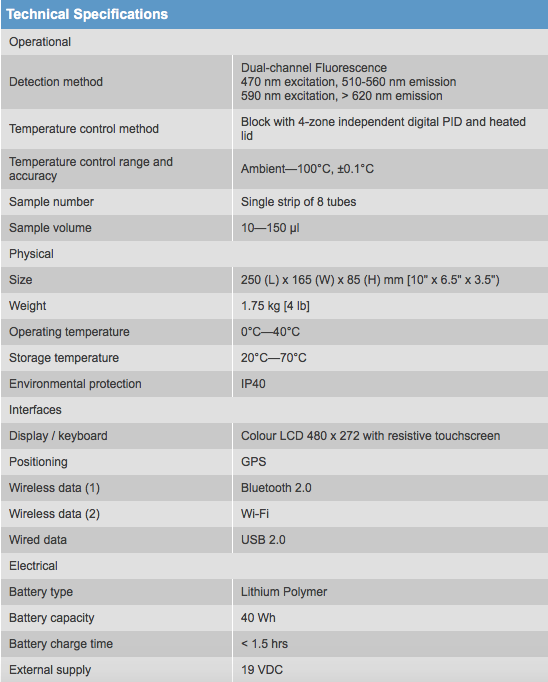 Technical Specifications
Operational
Detection method
Dual-channel Fluorescence
470 nm excitation, 510-560 nm emission
590 nm excitation, > 620 nm emission
Temperature control method
Block with 4-zone independent digital PID and heated
lid
Temperature control range and
accuracy
Ambient—100°C, ±0.1°C
Sample number
Single strip of 8 tubes
Sample volume
10—150 µl
Physical
Size
250 (L) x 165 (W) x 85 (H) mm [10" x 6.5" x 3.5")
Weight
1.75 kg [4 lb]
Operating temperature
0°C—40°C
Storage temperature
20°C—70°C
Environmental protection
IP40
Interfaces
Display / keyboard
Colour LCD 480 x 272 with resistive touchscreen
Positioning
GPS
Wireless data (1)
Bluetooth 2.0
Wireless data (2)
Wi-Fi
Wired data
USB 2.0
Electrical
Battery type
Lithium Polymer
Battery capacity
40 Wh
Battery charge time
< 1.5 hrs
External supply
19 VDC